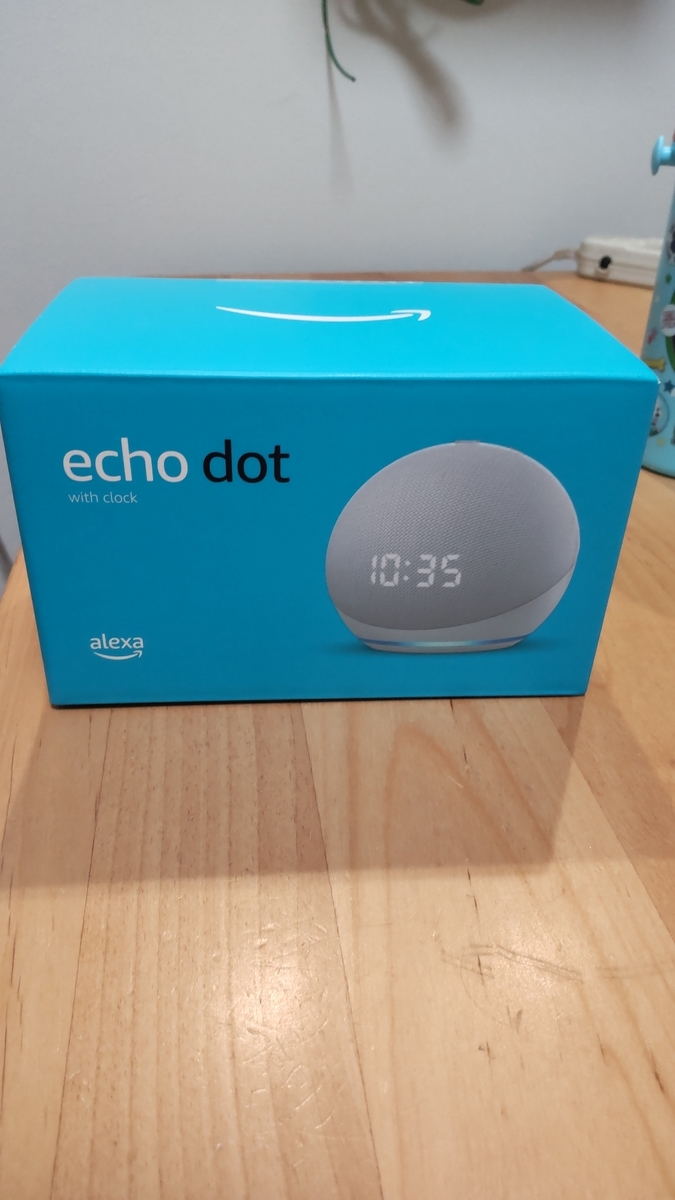 echo dot
with clock
10:35
alexa